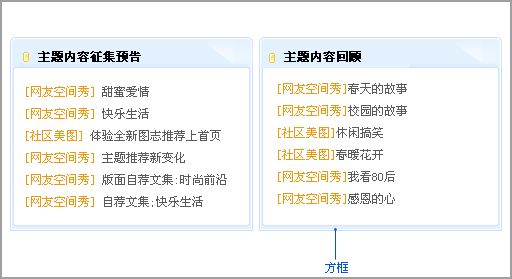 主题内容征集预告
[网友空间秀] 甜蜜爱情
[网友空间秀] 快乐生活
[社区美图] 体验全新图志推荐上首页
[网友空间秀] 主题推荐新变化
[网友空间秀] 版面自荐文集:时尚前沿
[网友空间秀] 自荐文集;快乐生活
主题内容回顾
[网友空间秀]春天的故事
[网友空间秀]校园的故事
[社区美图]休闲搞笑
[社区美图]春暖花开
[网友空间秀]我看80后
[网友空间秀]感恩的心
方框